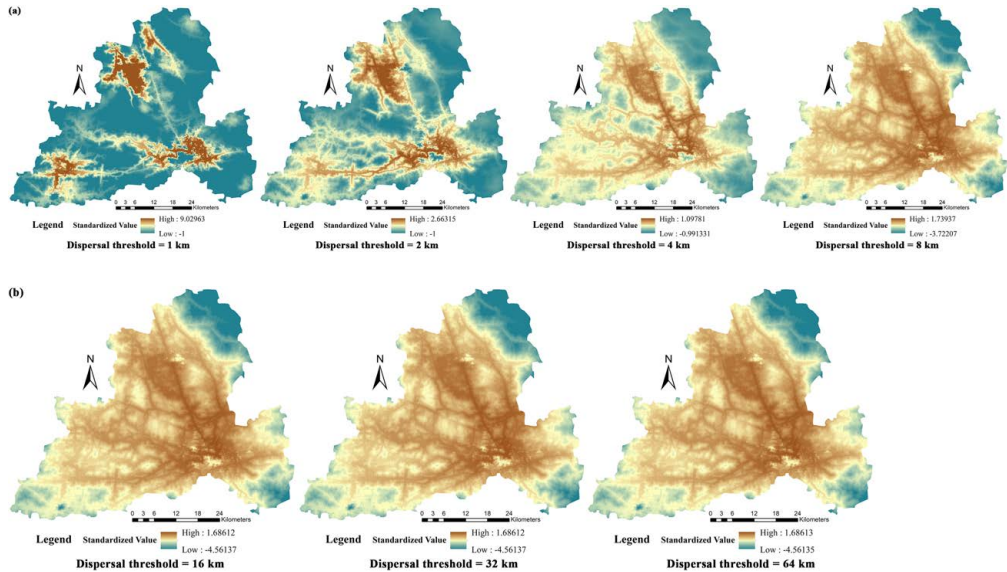 (a)
N
0 3 6 12 18 24
Kilometers
Legend Standardized Value High : 9.02963
Low : -1
Dispersal threshold = 1 km
N
0 3 6 12 18 24
Kilometers
Legend Standardized Value High : 2.66315
Low : -1
Dispersal threshold = 2 km
N
0 3 6 12 18 24
Kilometers
Legend Standardized Value High : 1.09781
Low : -0.991331
Dispersal threshold = 4 km
N
0 3 6 12 18 24
Kilometers
Legend Standardized Value High : 1.73937
Low : -3.72207
Dispersal threshold = 8 km
(b)
N
0 3 6 12 18 24
Kilometers
Legend Standardized Value High : 1.68612
Low : -4.56137
Dispersal threshold = 16 km
N
0 3 6 12 18 24
Kilometers
Legend Standardized Value High : 1.68612
Low : -4.56137
Dispersal threshold = 32 km
N
0 3 6 12 18 24
Kilometers
Legend Standardized Value High : 1.68613
Low : -4.56135
Dispersal threshold = 64 km